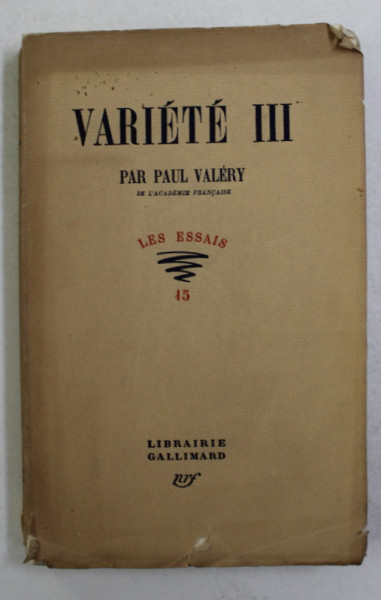 VARIÉTÉ III
PAR PAUL VALÉRY
DE L'ACADÉMIE FRANÇAISE
LES ESSAIS
15
LIBRAIRIE
GALLIMARD
nrf